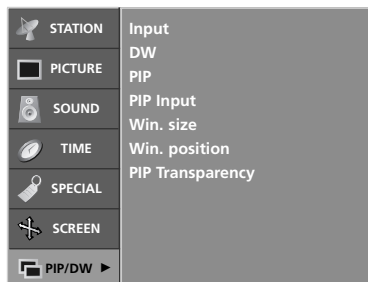 STATION
PICTURE
SOUND
TIME
SPECIAL
SCREEN
PIP/DW ►
Input
DW
PIP
PIP Input
Win. size
Win. position
PIP Transparency